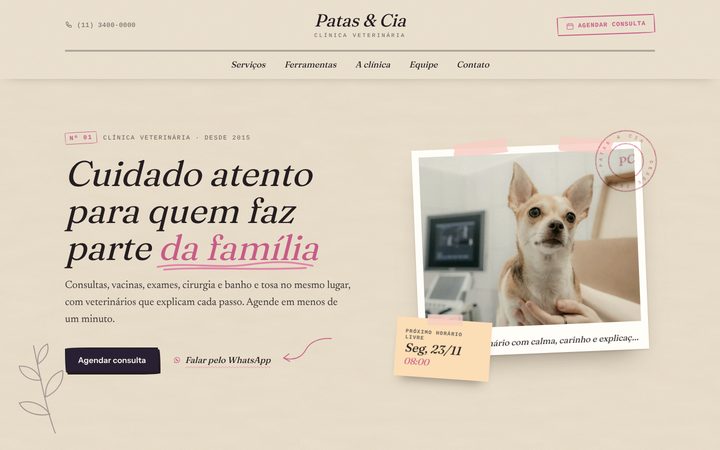 (11) 3400-0000
Patas & Cia
CLÍNICA VETERINÁRIA
AGENDAR CONSULTA
Serviços Ferramentas A clínica Equipe Contato
Nº 01 CLÍNICA VETERINÁRIA · DESDE 2015
Cuidado atento
para quem faz
parte da família
Consultas, vacinas, exames, cirurgia e banho e tosa no mesmo lugar,
com veterinários que explicam cada passo. Agende em menos de
um minuto.
Agendar consulta
Falar pelo WhatsApp
PATAS & CIA
PC
PRÓXIMO HORÁRIO
LIVRE
Seg, 23/11
08:00
com calma, carinho e explicaç...